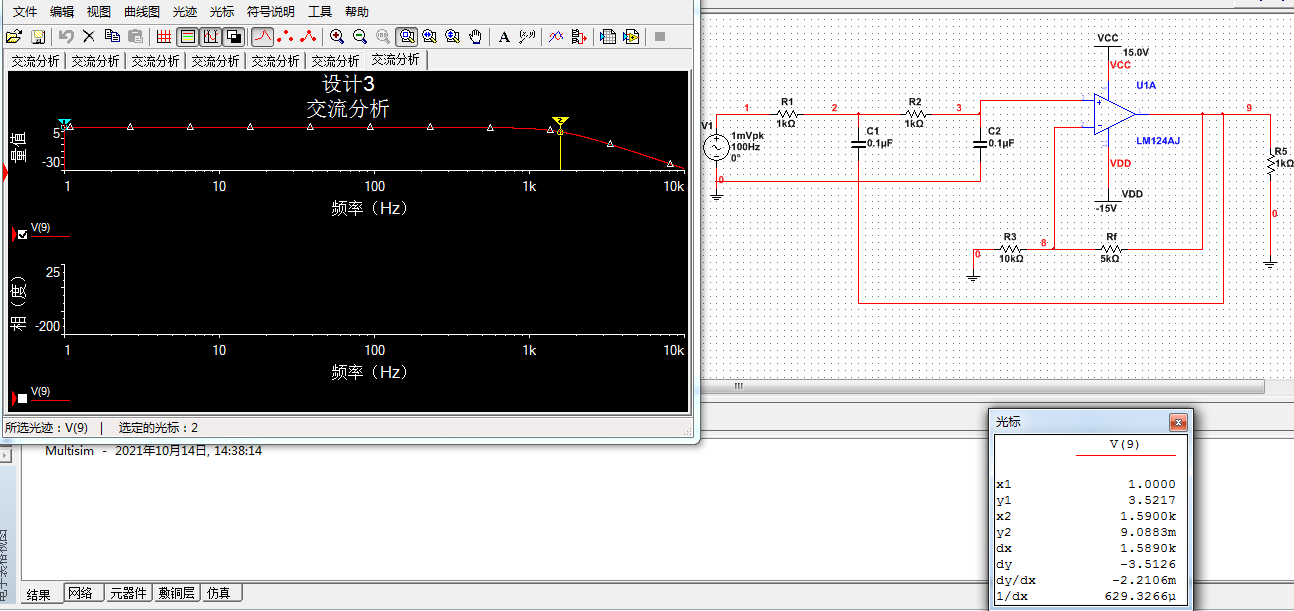 文件 编辑 视图 曲线图 光迹 光标 符号说明 工具 帮助
A
交流分析 交流分析 交流分析 交流分析 交流分析 交流分析 交流分析
设计3
交流分析
1 2
量值
5
-30
1 10 100 1k 10k
频率（Hz）
V(9)
相（度）
25
-200
1 10 100 1k 10k
频率（Hz）
V(9)
所选光迹：V(9) | 选定的光标：2
VCC
15.0V
VCC
U1A
LM124AJ
VDD
VDD
-15V
V1
1mVpk
100Hz
0°
0
1
R1
1kΩ
2
R2
1kΩ
3
C1
0.1µF
C2
0.1µF
9
R5
1kΩ
0
R3
10kΩ
0
8
Rf
5kΩ
Multisim - 2021年10月14日, 14:38:14
结果 网络 元器件 敷铜层 仿真
光标
V(9)
x1 1.0000
y1 3.5217
x2 1.5900k
y2 9.0883m
dx 1.5890k
dy -3.5126
dy/dx -2.2106m
1/dx 629.3266µ